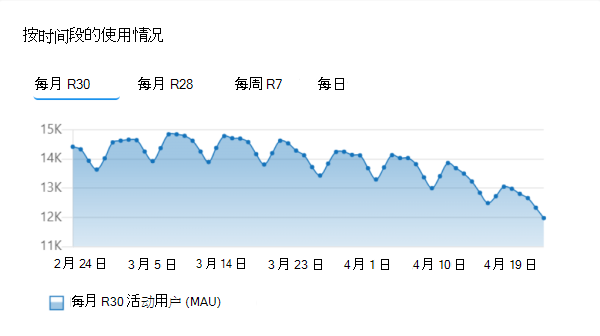 按时间段的使用情况
每月 R30 每月 R28 每周 R7 每日
15K
14K
13K
12K
11K
2月 24 日 3月 5 日 3月 14 日 3月 23 日 4月 1 日 4月 10 日 4月 19 日
每月 R30 活动用户 (MAU)